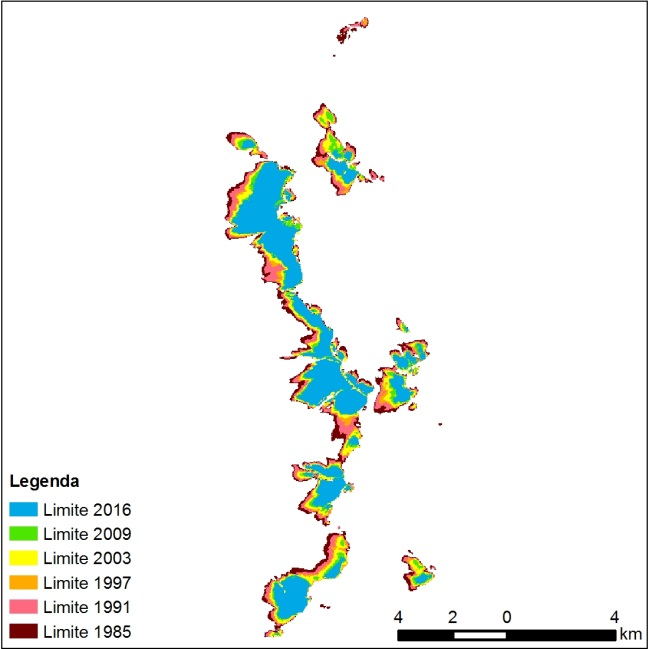 Legenda
Limite 2016
Limite 2009
Limite 2003
Limite 1997
Limite 1991
Limite 1985
4 2 0 4
km